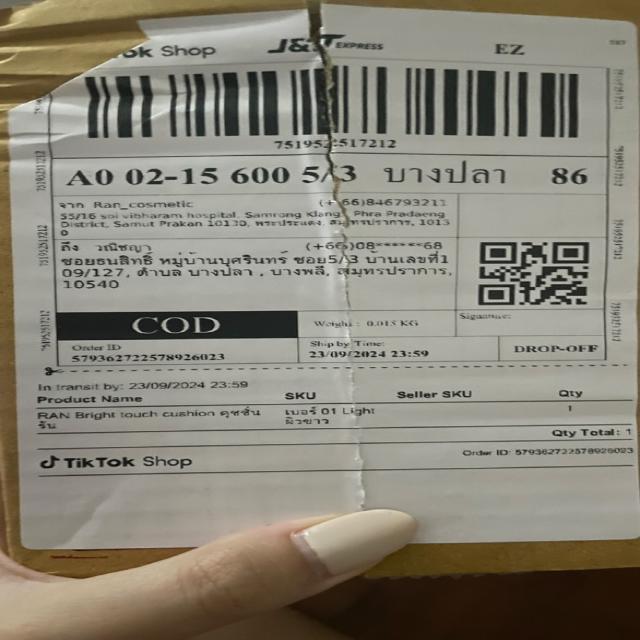 ok Shop J&T EXPRESS EZ
751952517212
A0 02-15 600 5/3 บางปลา 86
จาก Ran_cosmetic (+66)846793211
55/16 soi vibharam hospital, Samrong Klang, Phra Pradaeng
District, Samut Prakan 10130, พระประแดง, สมุทรปราการ, 1013
0
ถึง วณิชญา (+66)08******68
ซอยธนสิทธิ์ หมู่บ้านบุศรินทร์ ซอย5/3 บ้านเลขที่1
09/127, ตำบล บางปลา , บางพลี, สมุทรปราการ,
10540
COD Weight : 0.015 KG Signature:
Order ID Ship by Time:
579362722578926023 23/09/2024 23:59 DROP-OFF
In transit by: 23/09/2024 23:59
Product Name SKU Seller SKU Qty
RAN Bright touch cushion คุชชั่น เบอร์ 01 Light 1
รัน ผิวขาว
Qty Total: 1
TikTok Shop Order ID: 579362722578926023